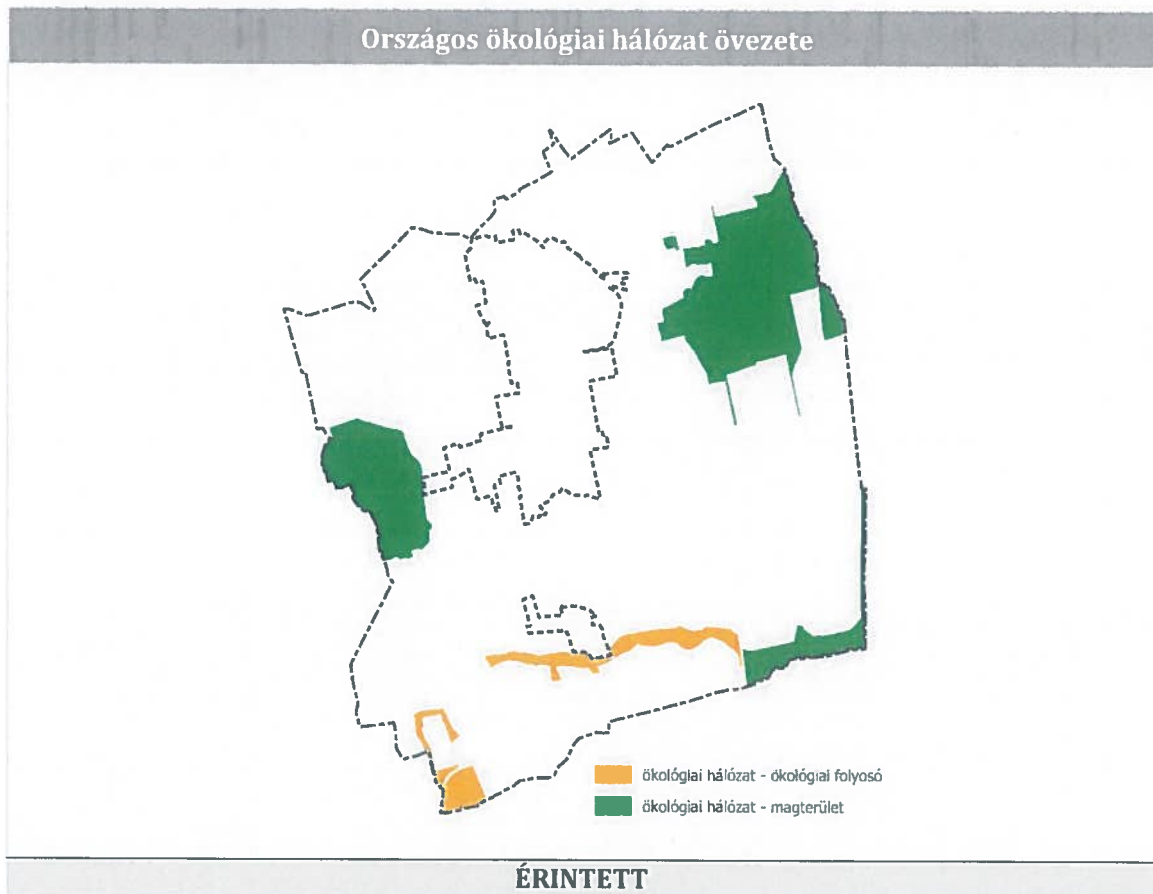 Országos ökológiai hálózat övezete
ökológiai hálózat - ökológiai folyosó
ökológiai hálózat - magterület
ÉRINTETT